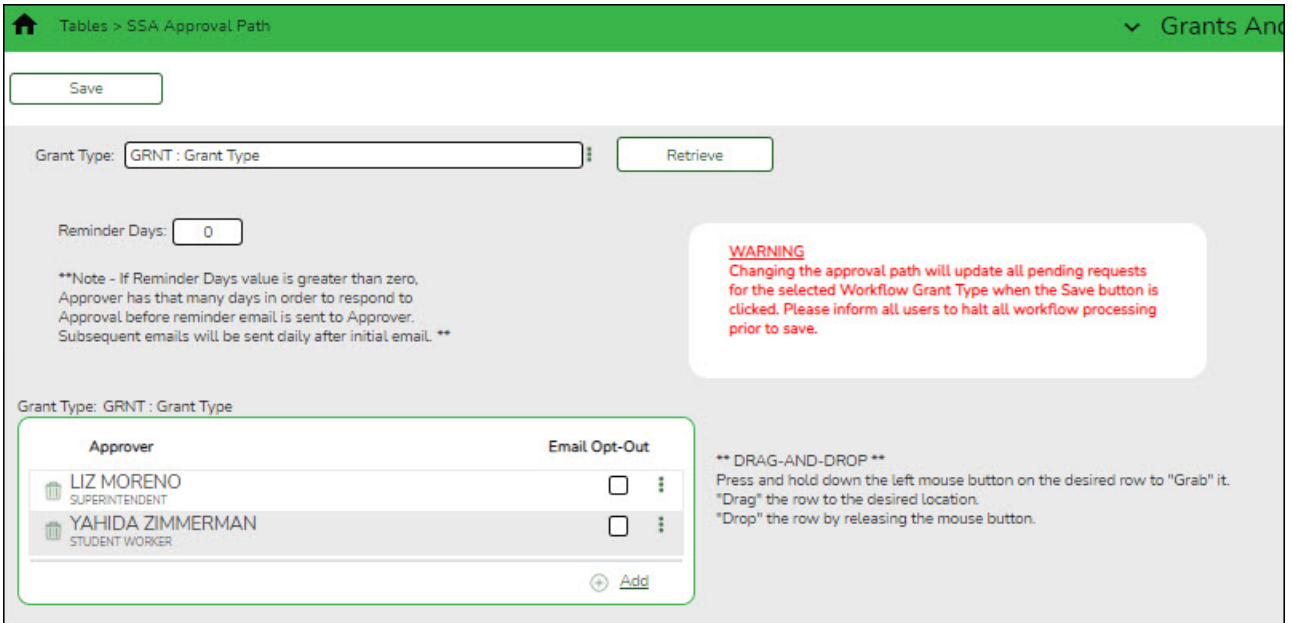 Tables > SSA Approval Path
Grants And
Save
Grant Type: GRNT : Grant Type
Retrieve
Reminder Days: 0
**Note - If Reminder Days value is greater than zero,
Approver has that many days in order to respond to
Approval before reminder email is sent to Approver.
Subsequent emails will be sent daily after initial email. **
WARNING
Changing the approval path will update all pending requests
for the selected Workflow Grant Type when the Save button is
clicked. Please inform all users to halt all workflow processing
prior to save.
Grant Type: GRNT : Grant Type
Approver Email Opt-Out
LIZ MORENO
SUPERINTENDENT
YAHIDA ZIMMERMAN
STUDENT WORKER
Add
** DRAG-AND-DROP **
Press and hold down the left mouse button on the desired row to "Grab" it.
"Drag" the row to the desired location.
"Drop" the row by releasing the mouse button.